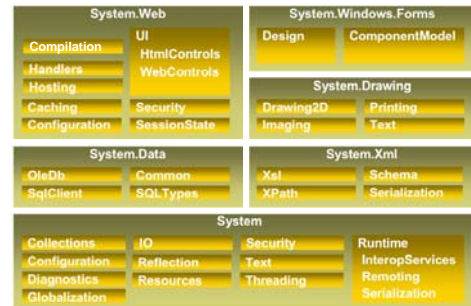 System.Web
Compilation
Handlers
Hosting
Caching
Configuration
UI
HtmlControls
WebControls
Security
SessionState
System.Windows.Forms
Design
ComponentModel
System.Drawing
Drawing2D
Printing
Imaging
Text
System.Data
OleDb
Common
SqlClient
SQLTypes
System.Xml
Xsl
Schema
XPath
Serialization
System
Collections
Configuration
Diagnostics
Globalization
IO
Reflection
Resources
Security
Text
Threading
Runtime
InteropServices
Remoting
Serialization